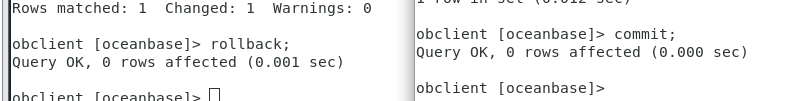 Rows matched: 1  Changed: 1  Warnings: 0
obclient [oceanbase]> rollback;
Query OK, 0 rows affected (0.001 sec)
obclient [oceanbase]>
1 row in set (0.012 sec)
obclient [oceanbase]> commit;
Query OK, 0 rows affected (0.000 sec)
obclient [oceanbase]>